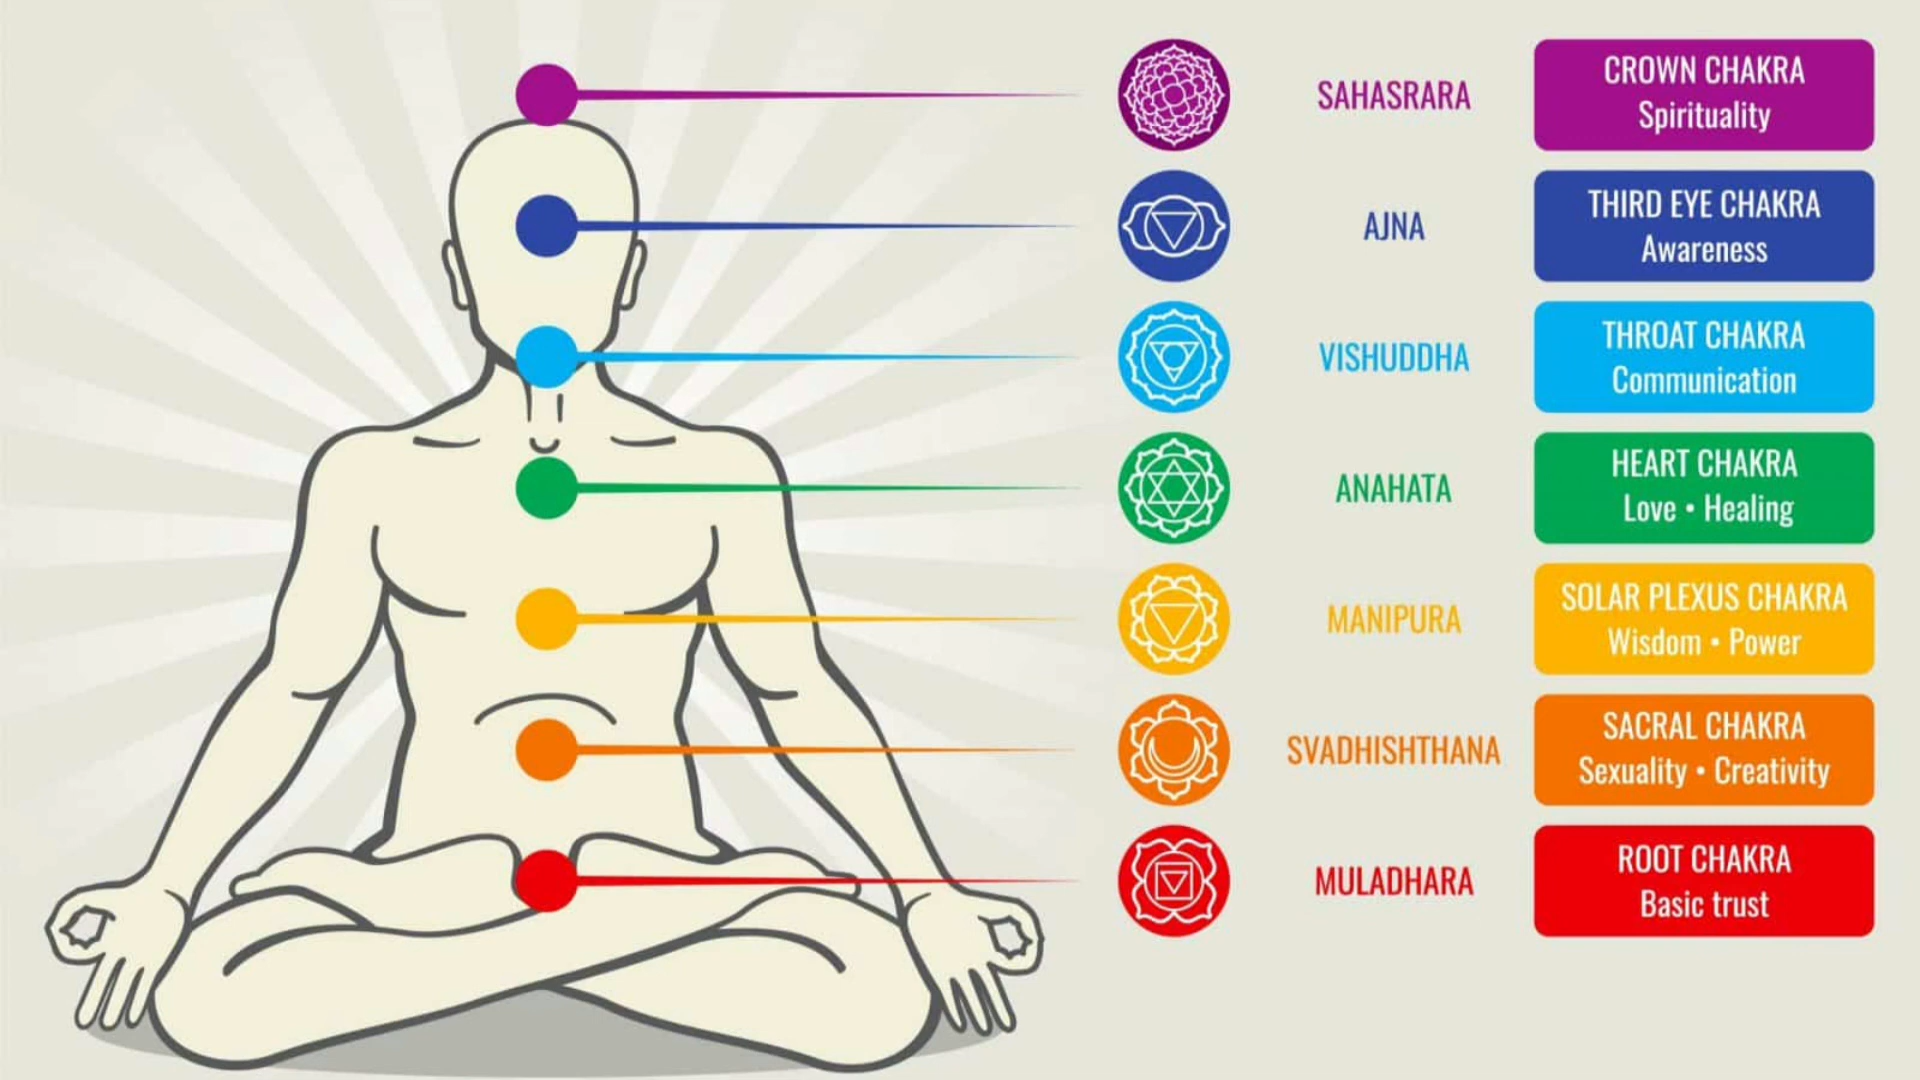 SAHASRARA
CROWN CHAKRA
Spirituality
AJNA
THIRD EYE CHAKRA
Awareness
VISHUDDHA
THROAT CHAKRA
Communication
ANAHATA
HEART CHAKRA
Love • Healing
MANIPURA
SOLAR PLEXUS CHAKRA
Wisdom • Power
SVADHISHTHANA
SACRAL CHAKRA
Sexuality • Creativity
MULADHARA
ROOT CHAKRA
Basic trust